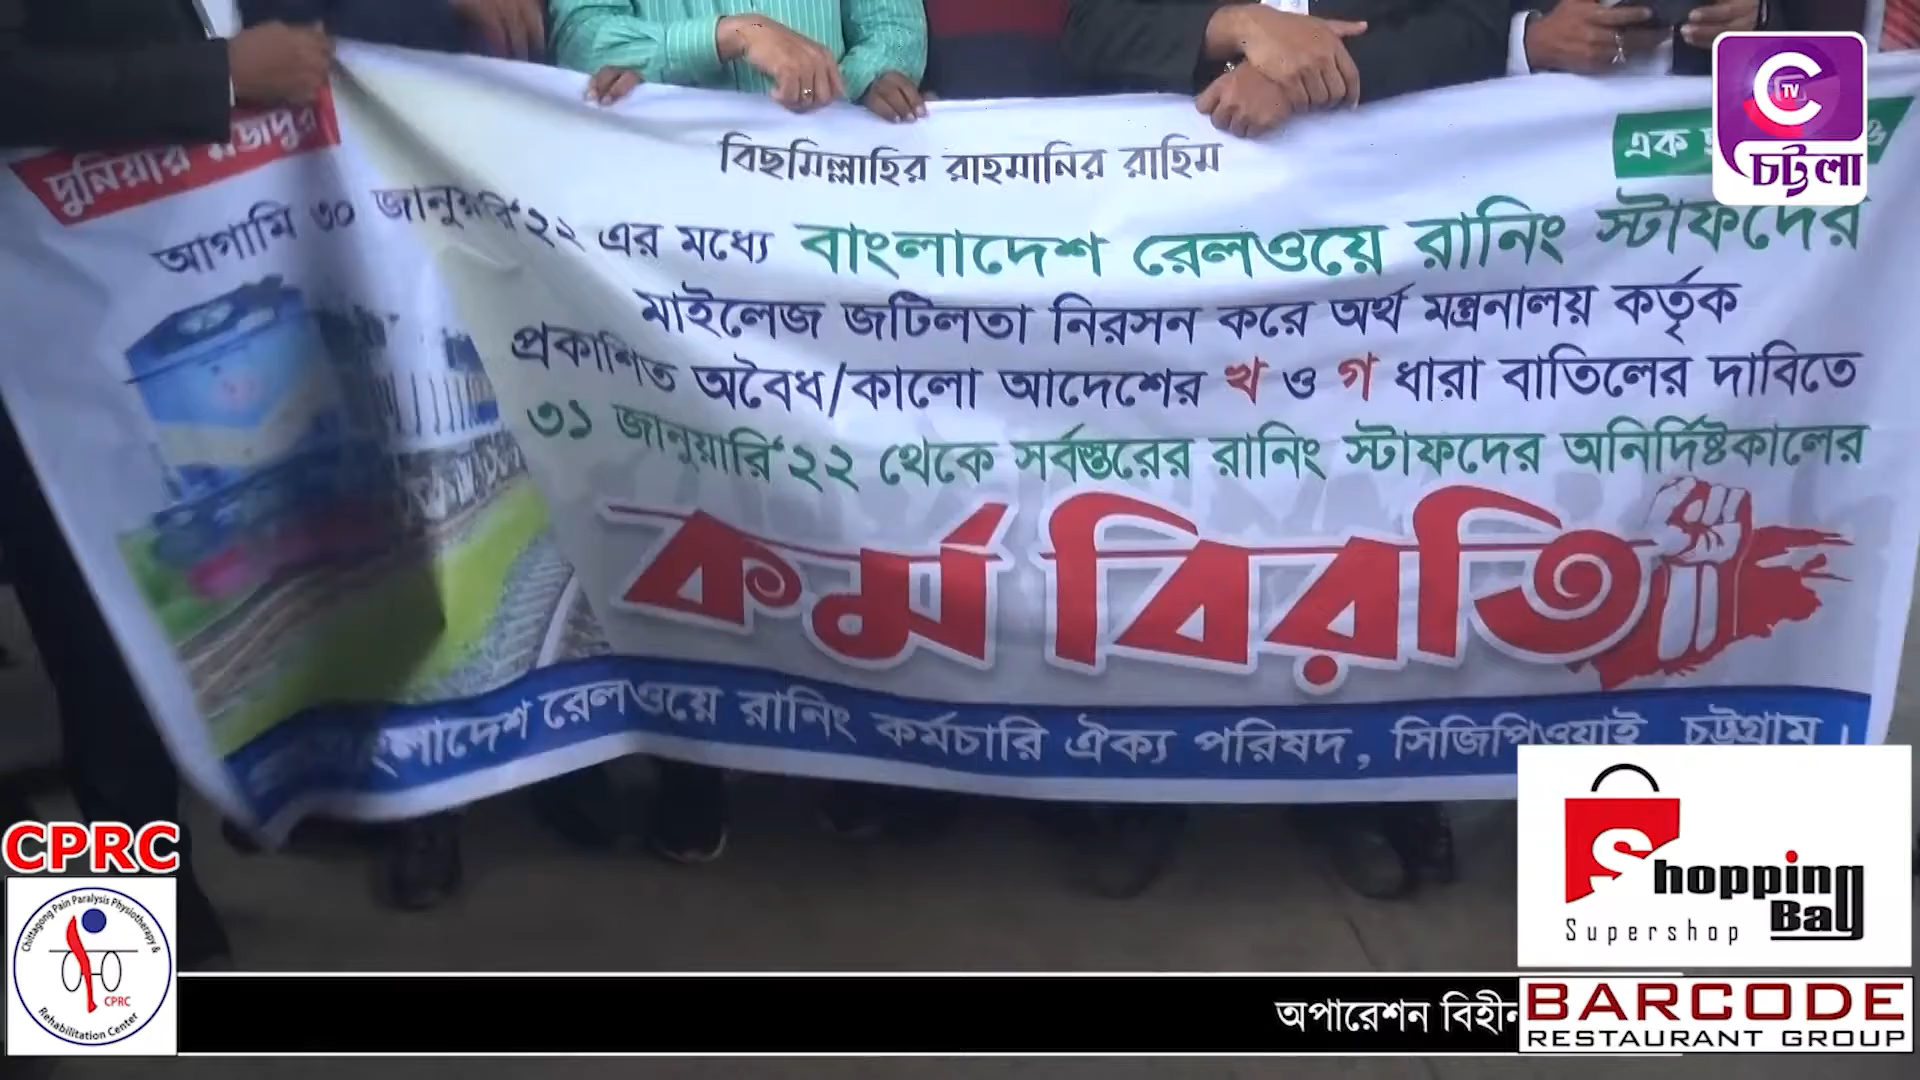 দুনিয়ার মজদুর
এক
C TV
চট্টলা
বিছমিল্লাহির রাহমানির রাহিম
আগামি ৩০ জানুয়ারি'২২ এর মধ্যে বাংলাদেশ রেলওয়ে রানিং স্টাফদের
মাইলেজ জটিলতা নিরসন করে অর্থ মন্ত্রনালয় কর্তৃক
প্রকাশিত অবৈধ/কালো আদেশের খ ও গ ধারা বাতিলের দাবিতে
৩১ জানুয়ারি'২২ থেকে সর্বস্তরের রানিং স্টাফদের অনির্দিষ্টকালের
কর্ম বিরতি
বাংলাদেশ রেলওয়ে রানিং কর্মচারি ঐক্য পরিষদ, সিজিপিওয়াই চট্টগ্রাম।
CPRC
Chittagong Pain Paralysis Physiotherapy &
CPRC
Rehabilitation Center
Shopping
Bag
Supershop
অপারেশন বিহীন
BARCODE
RESTAURANT GROUP